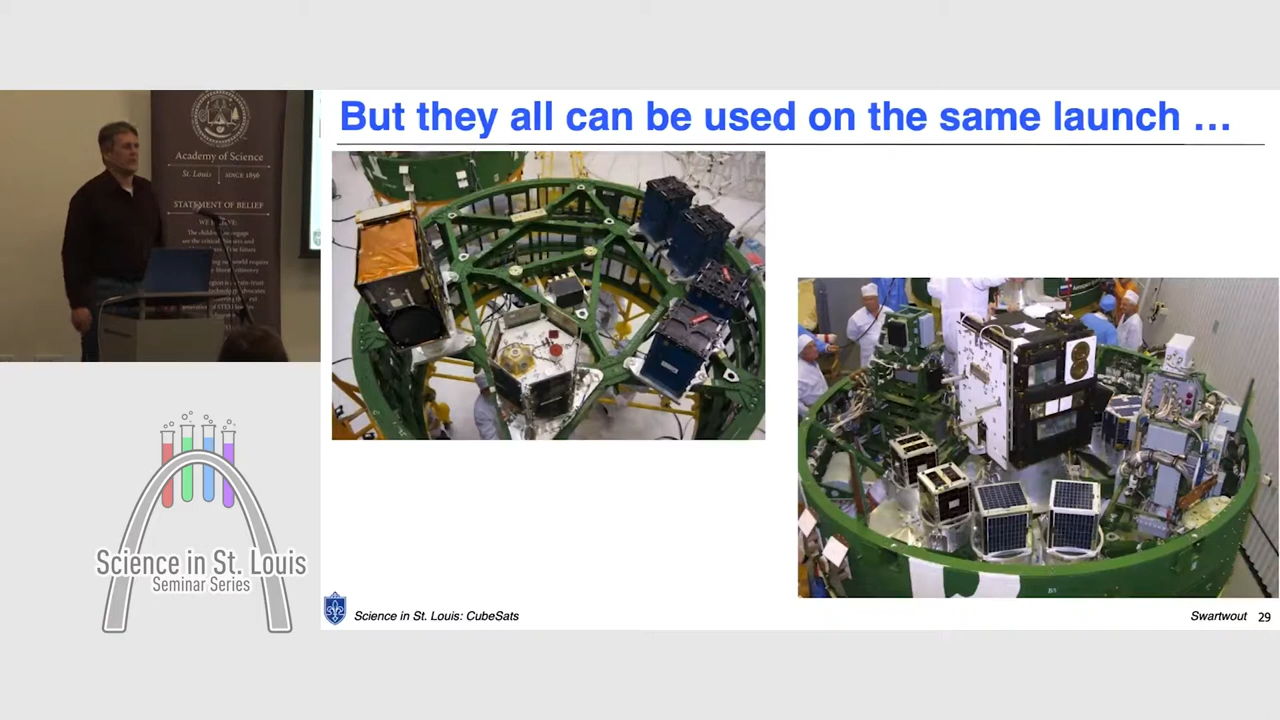 But they all can be used on the same launch …
Academy of Science
St. Louis
SINCE 1856
STATEMENT OF BELIEF
Science in St. Louis
Seminar Series
Science in St. Louis: CubeSats
Swartwout 29